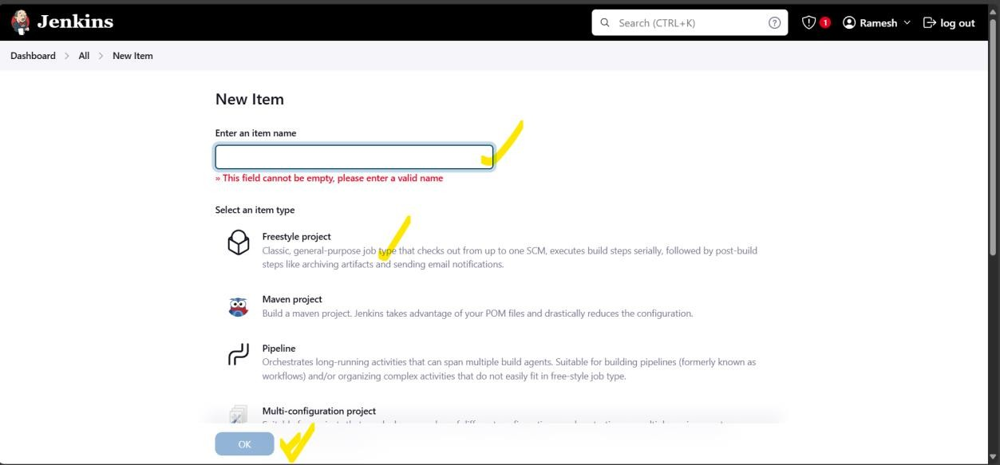 Jenkins
Search (CTRL+K)
1
Ramesh
log out
Dashboard > All > New Item
New Item
Enter an item name
» This field cannot be empty, please enter a valid name
Select an item type
Freestyle project
Classic, general-purpose job type that checks out from up to one SCM, executes build steps serially, followed by post-build
steps like archiving artifacts and sending email notifications.
Maven project
Build a maven project. Jenkins takes advantage of your POM files and drastically reduces the configuration.
Pipeline
Orchestrates long-running activities that can span multiple build agents. Suitable for building pipelines (formerly known as
workflows) and/or organizing complex activities that do not easily fit in free-style job type.
Multi-configuration project
OK